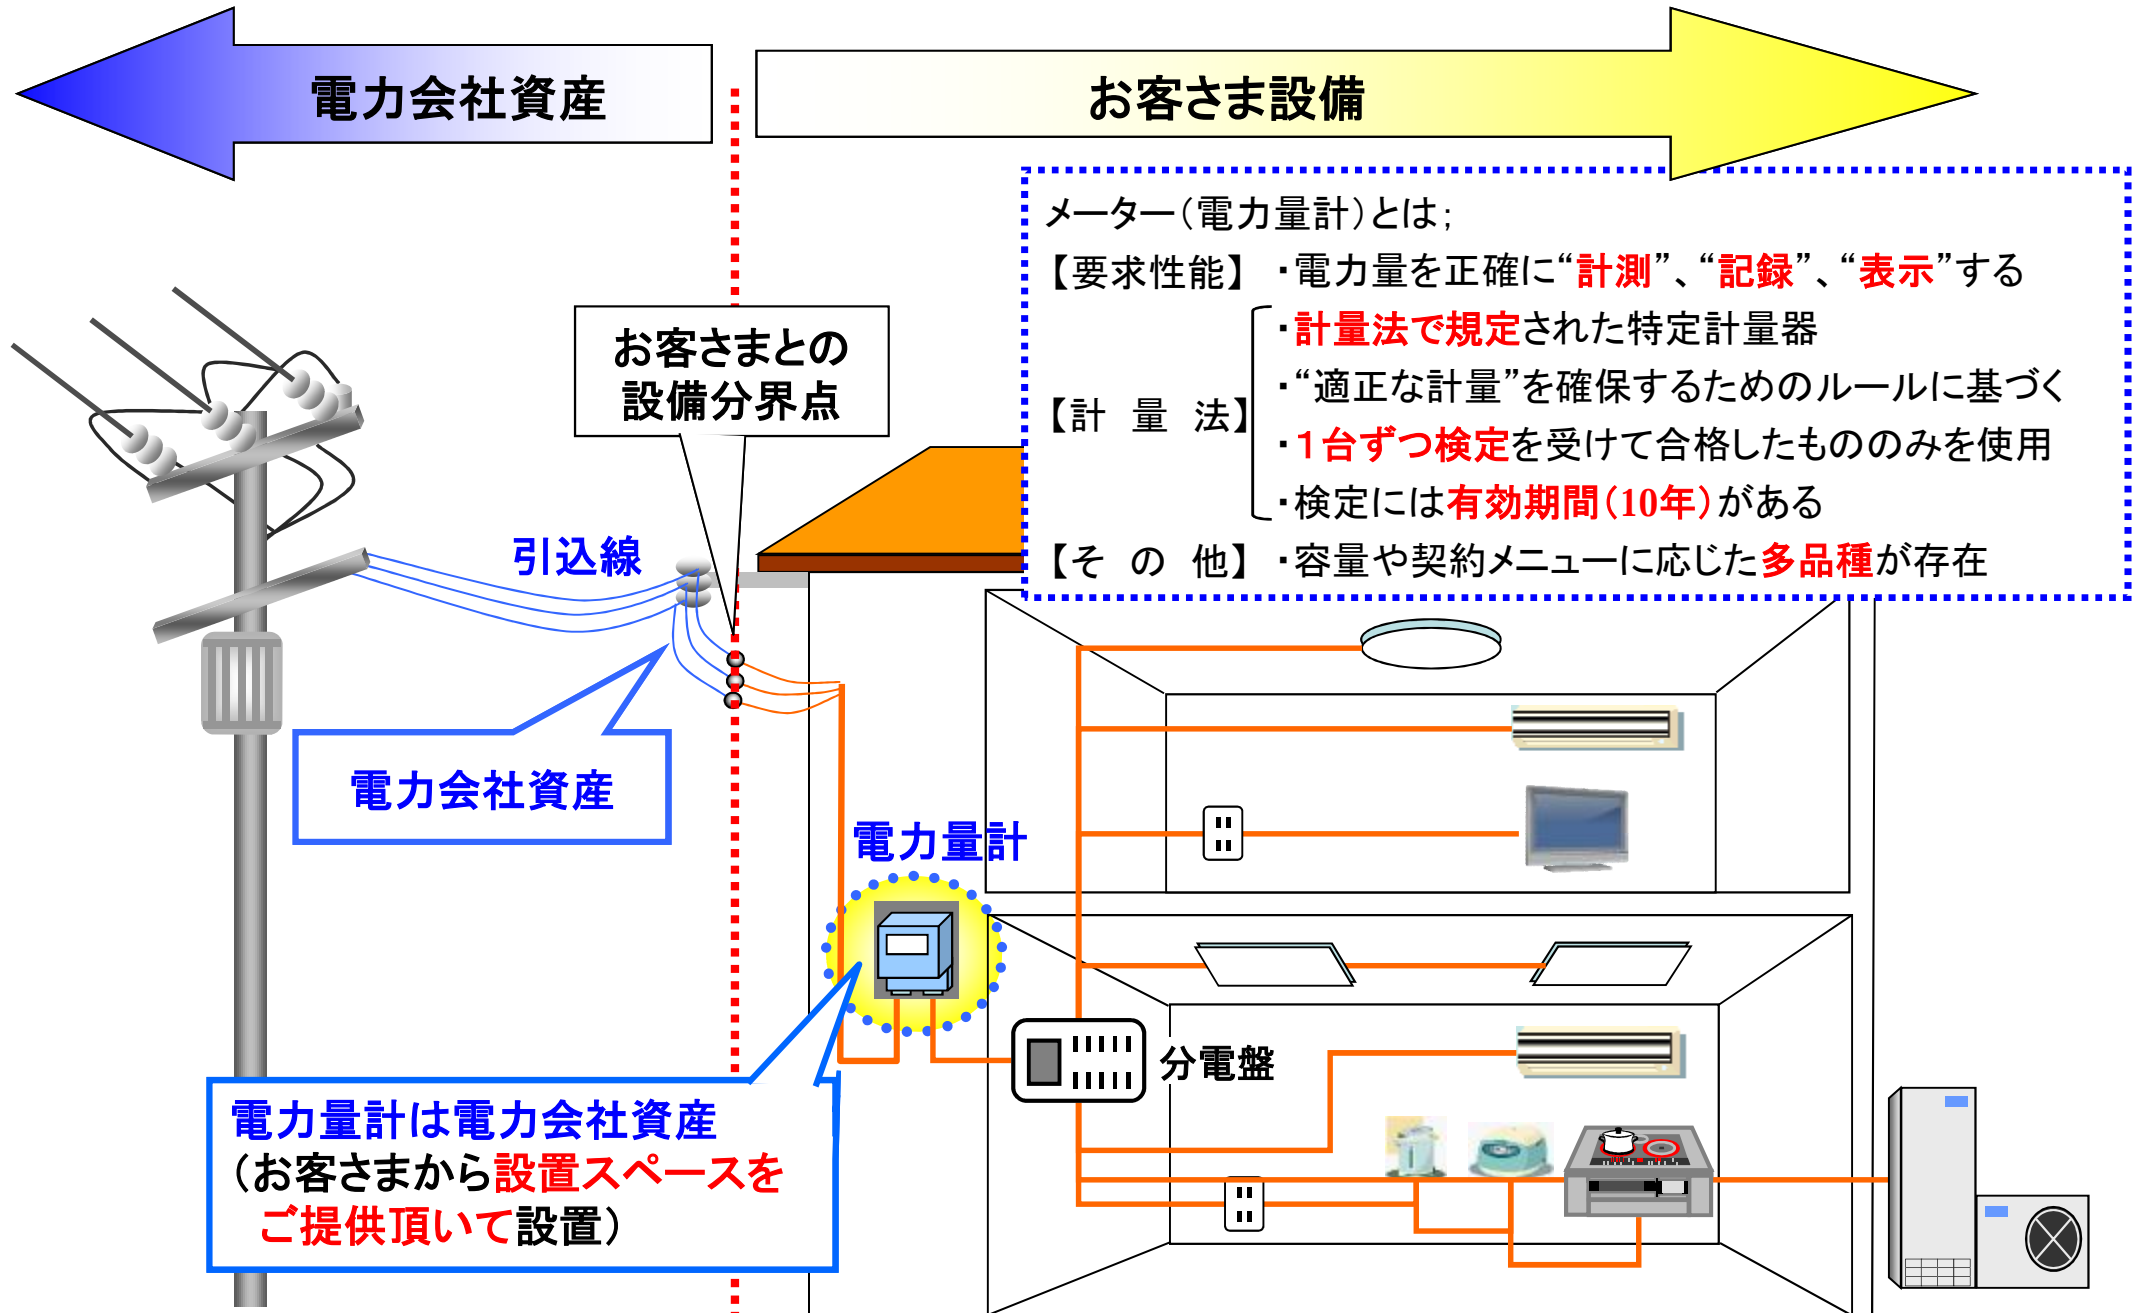 電力会社資産
お客さま設備
メーター（電力量計）とは；
【要求性能】 ・電力量を正確に“計測”、“記録”、“表示”する
・計量法で規定された特定計量器
・“適正な計量”を確保するためのルールに基づく
【計 量 法】
・１台ずつ検定を受けて合格したもののみを使用
・検定には有効期間（10年）がある
【そ の 他】 ・容量や契約メニューに応じた多品種が存在
お客さまとの
設備分界点
引込線
電力会社資産
電力量計
分電盤
電力量計は電力会社資産
（お客さまから設置スペースを
ご提供頂いて設置）